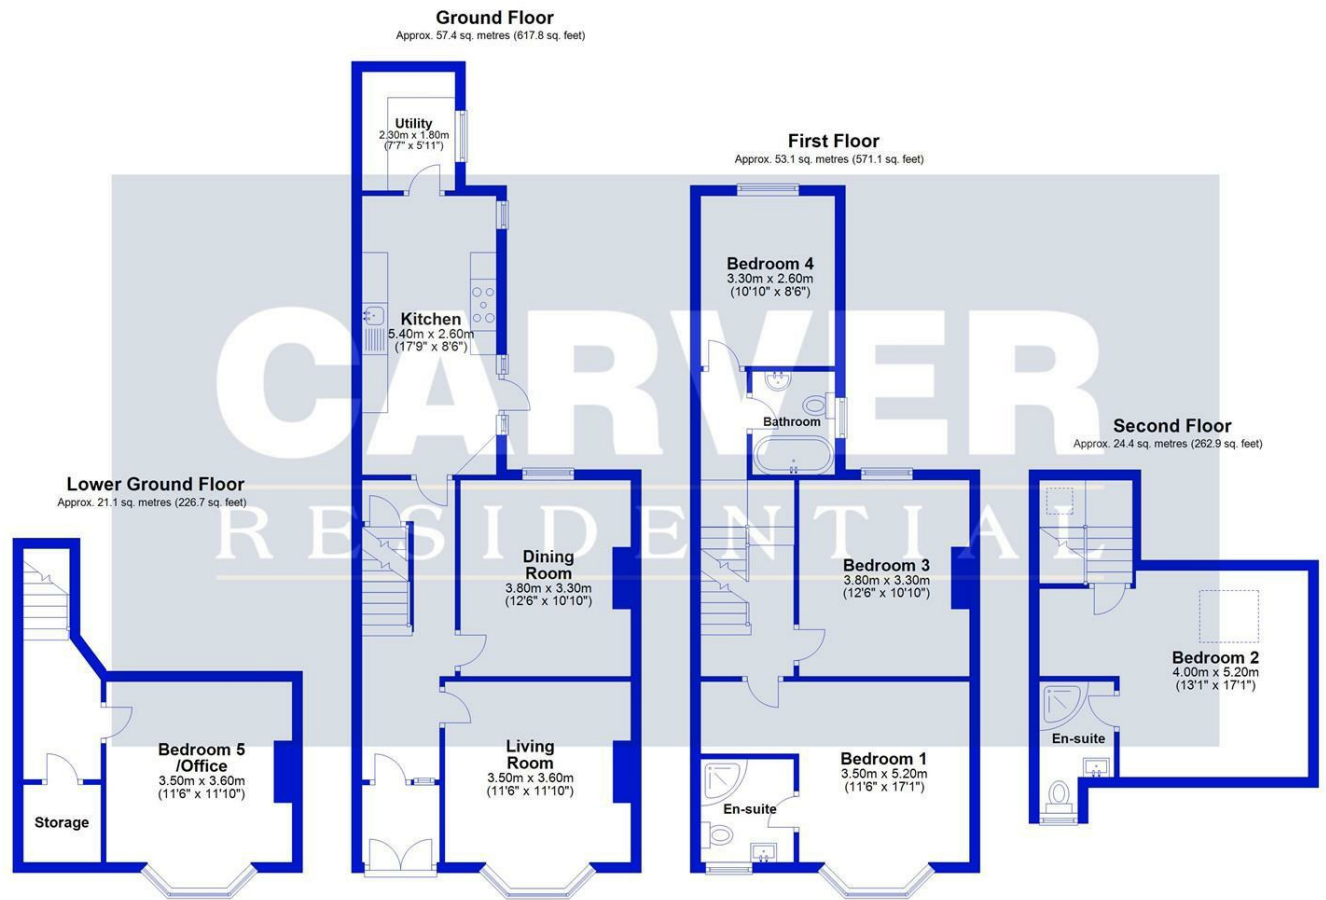 Ground Floor
Approx. 57.4 sq. metres (617.8 sq. feet)
Utility
2.30m x 1.80m
(7'7" x 5'11")
Kitchen
5.40m x 2.60m
(17'9" x 8'6")
Dining
Room
3.80m x 3.30m
(12'6" x 10'10")
Living
Room
3.50m x 3.60m
(11'6" x 11'10")
First Floor
Approx. 53.1 sq. metres (571.1 sq. feet)
Bedroom 4
3.30m x 2.60m
(10'10" x 8'6")
Bathroom
Bedroom 3
3.80m x 3.30m
(12'6" x 10'10")
Bedroom 1
3.50m x 5.20m
(11'6" x 17'1")
En-suite
Second Floor
Approx. 24.4 sq. metres (262.9 sq. feet)
Bedroom 2
4.00m x 5.20m
(13'1" x 17'1")
En-suite
Lower Ground Floor
Approx. 21.1 sq. metres (226.7 sq. feet)
Bedroom 5
/Office
3.50m x 3.60m
(11'6" x 11'10")
Storage
CARVER
RESIDENTIAL